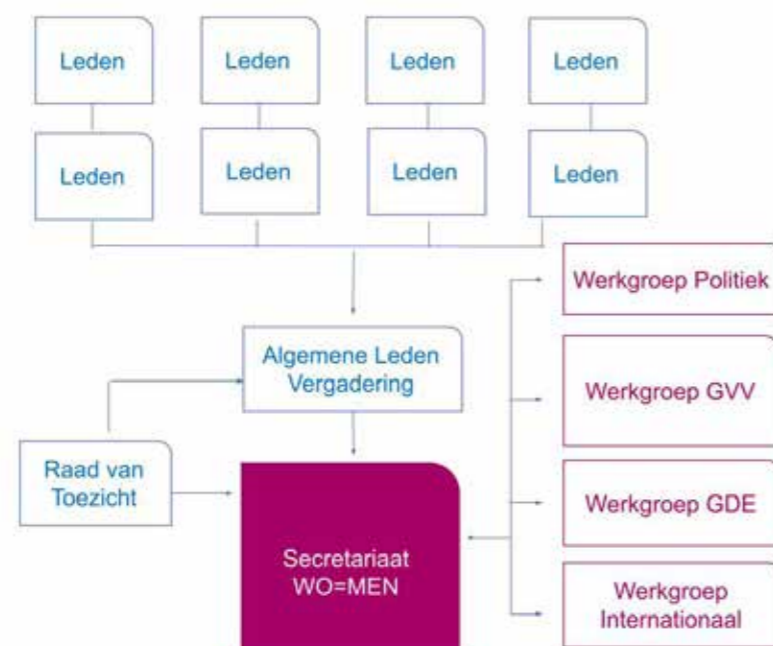 Leden
Leden
Leden
Leden
Leden
Leden
Leden
Leden
Werkgroep Politiek
Algemene Leden
Vergadering
Werkgroep GVV
Raad van
Toezicht
Werkgroep GDE
Secretariaat
WO=MEN
Werkgroep
Internationaal